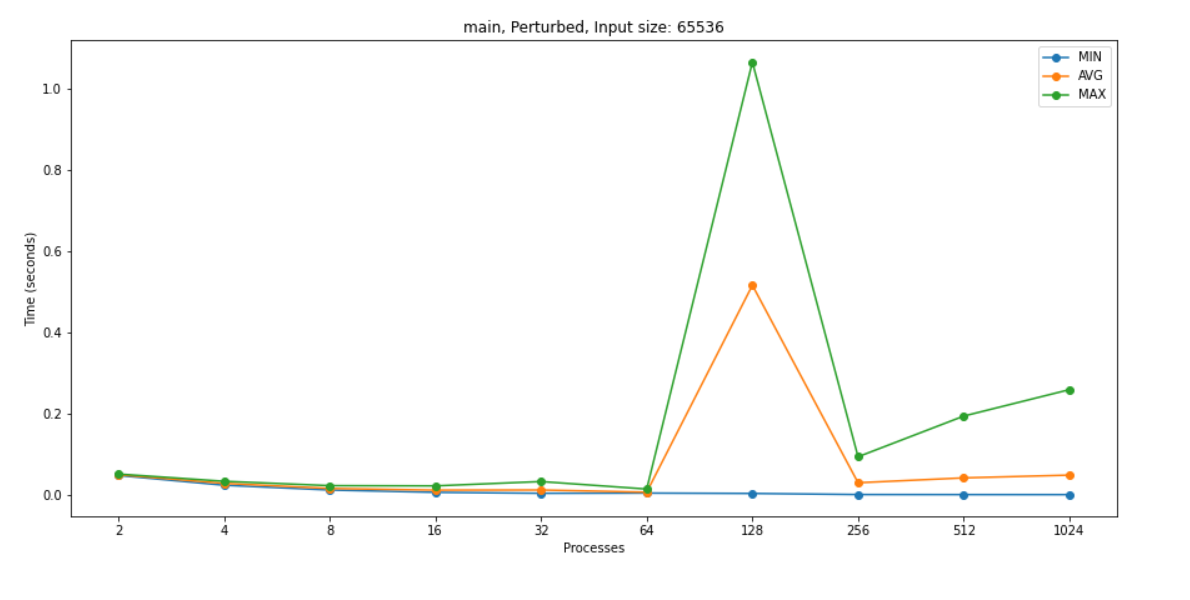 main, Perturbed, Input size: 65536
MIN
AVG
MAX
Time (seconds)
1.0
0.8
0.6
0.4
0.2
0.0
2 4 8 16 32 64 128 256 512 1024
Processes